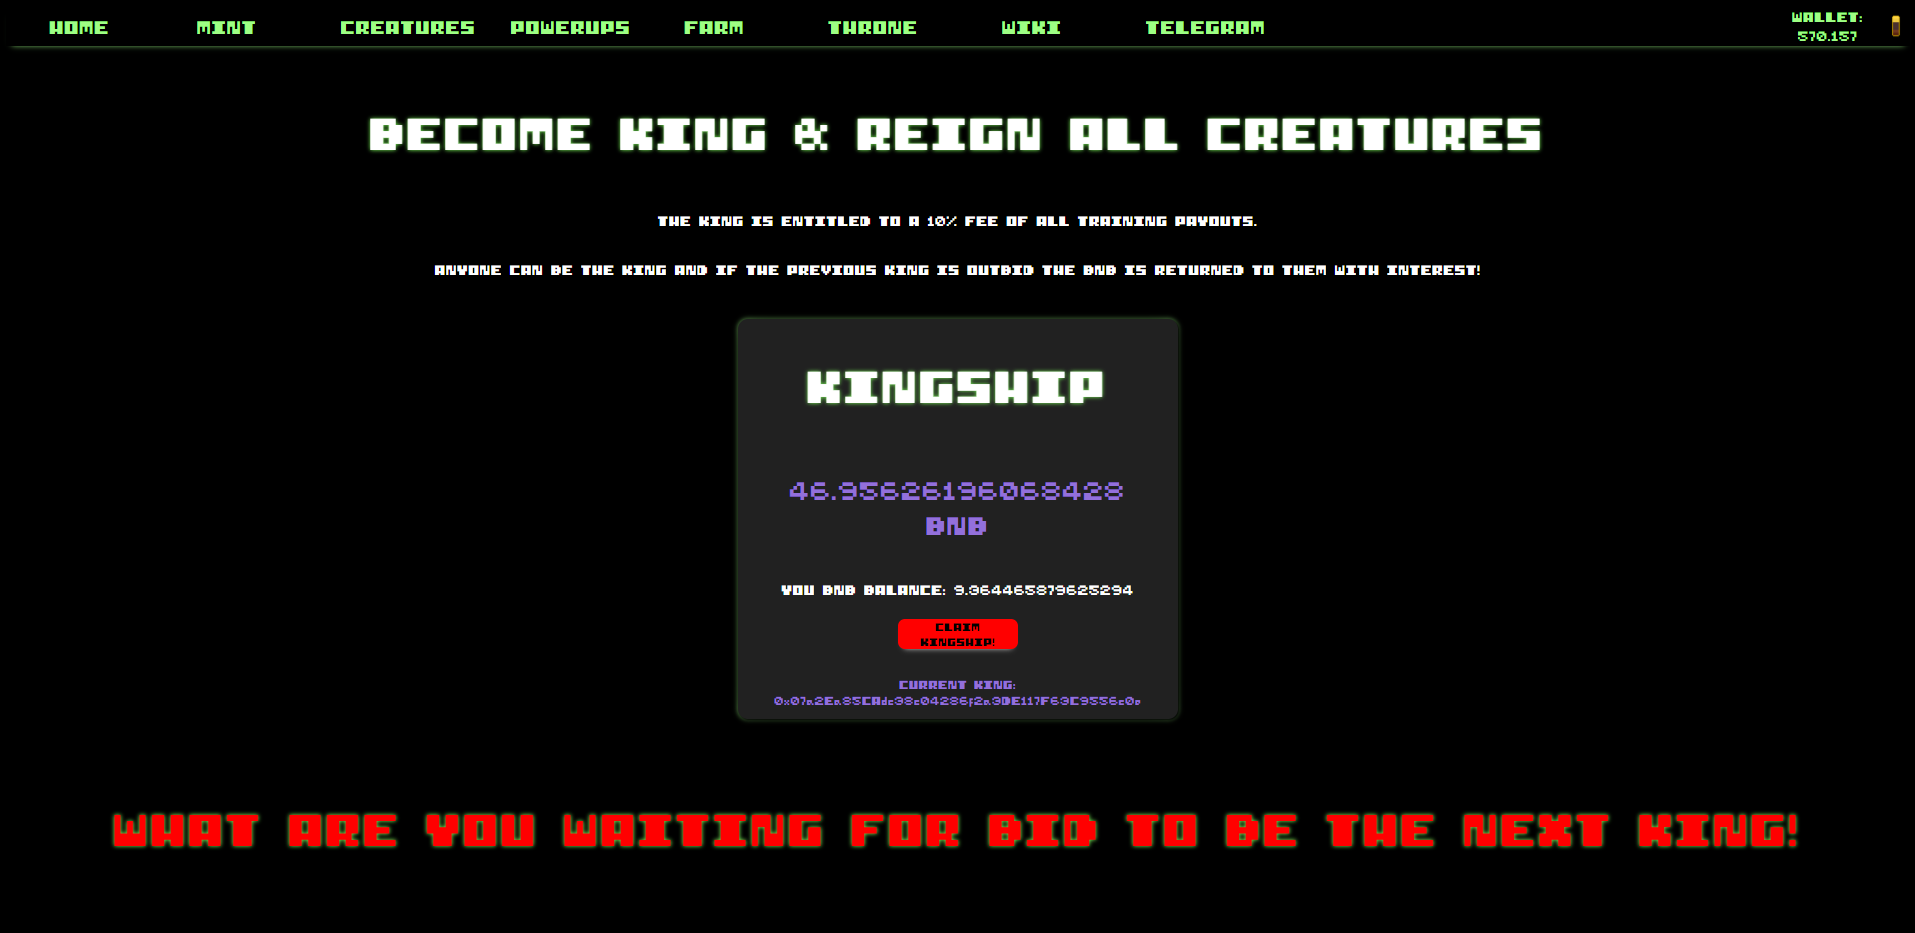 HOME MINT CREATURES POWERUPS FARM THRONE WIKI TELEGRAM
WALLET:
570.157
BECOME KING & REIGN ALL CREATURES
THE KING IS ENTITLED TO A 10% FEE OF ALL TRAINING PAYOUTS.
ANYONE CAN BE THE KING AND IF THE PREVIOUS KING IS OUTBID THE BNB IS RETURNED TO THEM WITH INTEREST!
KINGSHIP
46.95626196068428
BNB
YOU BNB BALANCE: 9.364465879625294
CLAIM
KINGSHIP!
CURRENT KING:
WHAT ARE YOU WAITING FOR BID TO BE THE NEXT KING!